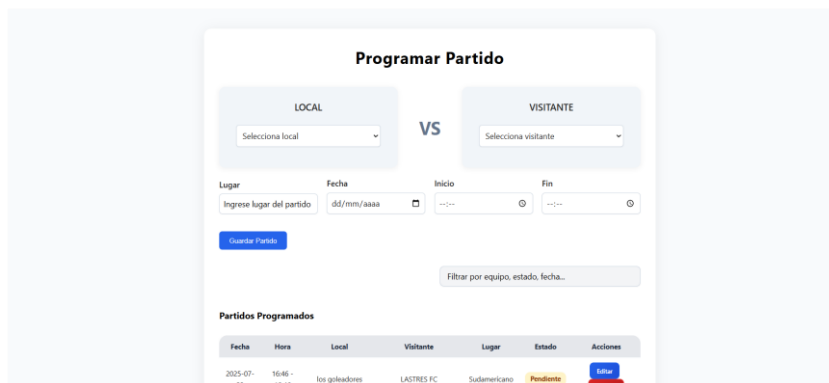 Programar Partido
LOCAL
VISITANTE
Selecciona local
VS
Selecciona visitante
Lugar Fecha Inicio Fin
Ingrese lugar del partido dd/mm/aaaa --:-- --:--
Guardar Partido
Filtrar por equipo, estado, fecha...
Partidos Programados
Fecha Hora Local Visitante Lugar Estado Acciones
Editar
2025-07- 16:46 -
los goleadores LASTRES FC Sudamericano Pendiente